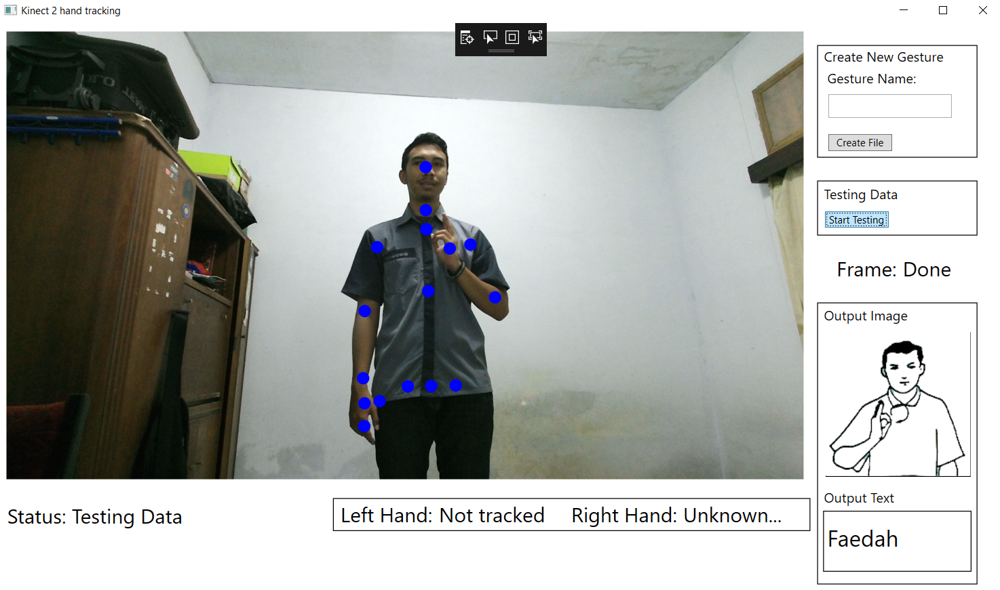 Kinect 2 hand tracking
Create New Gesture
Gesture Name:
Create File
Testing Data
Start Testing
Frame: Done
Output Image
Output Text
Faedah
Status: Testing Data
Left Hand: Not tracked Right Hand: Unknown...